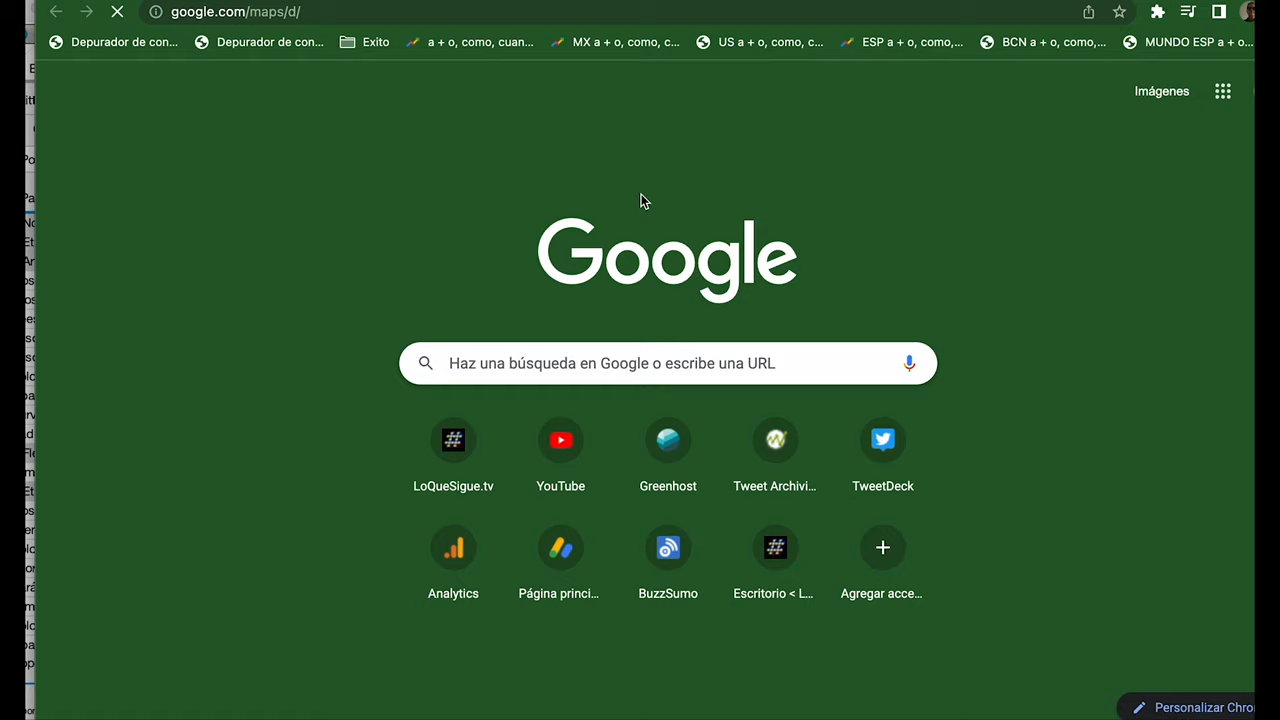 google.com/maps/d/
Depurador de con... Depurador de con... Exito a + o, como, cuan... MX a + o, como, c... US a + o, como, c... ESP a + o, como,... BCN a + o, como,... MUNDO ESP a + o...
Imágenes
Google
Haz una búsqueda en Google o escribe una URL
LoQueSigue.tv YouTube Greenhost Tweet Archivi... TweetDeck
Analytics Página princi... BuzzSumo Escritorio < L... Agregar acce...
Personalizar Chro